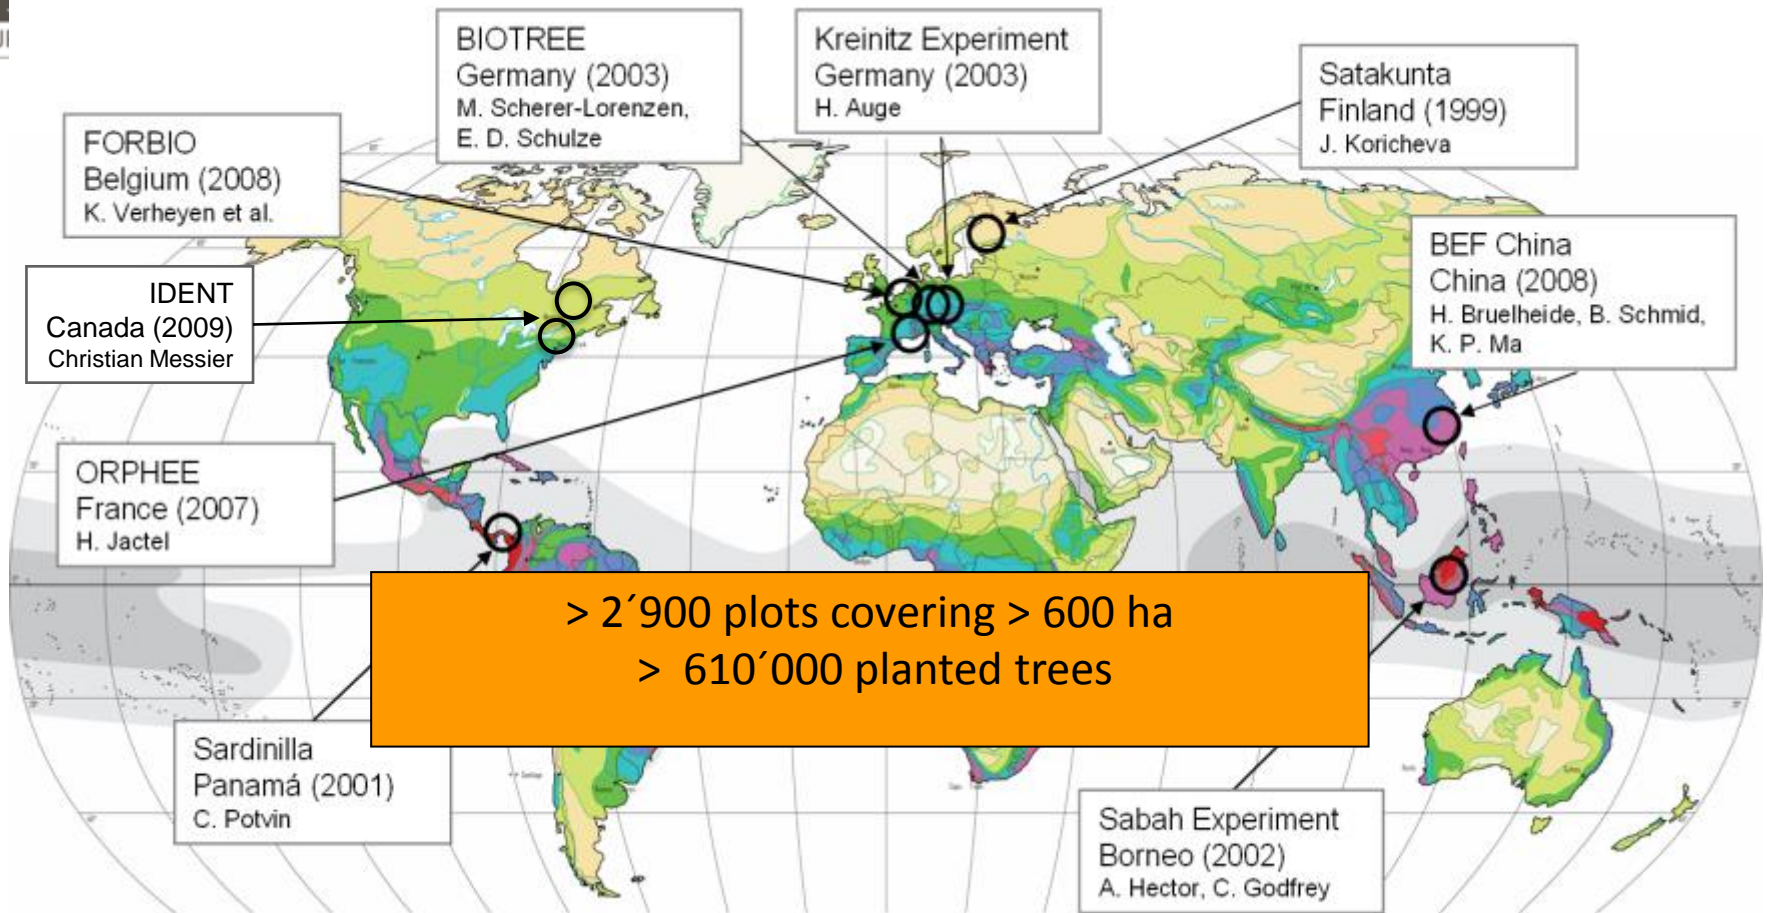 BIOTREE
Germany (2003)
M. Scherer-Lorenzen,
E. D. Schulze
Kreinitz Experiment
Germany (2003)
H. Auge
Satakunta
Finland (1999)
J. Koricheva
FORBIO
Belgium (2008)
K. Verheyen et al.
BEF China
China (2008)
H. Bruelheide, B. Schmid,
K. P. Ma
IDENT
Canada (2009)
Christian Messier
ORPHEE
France (2007)
H. Jactel
> 2´900 plots covering > 600 ha
> 610´000 planted trees
Sardinilla
Panamá (2001)
C. Potvin
Sabah Experiment
Borneo (2002)
A. Hector, C. Godfrey